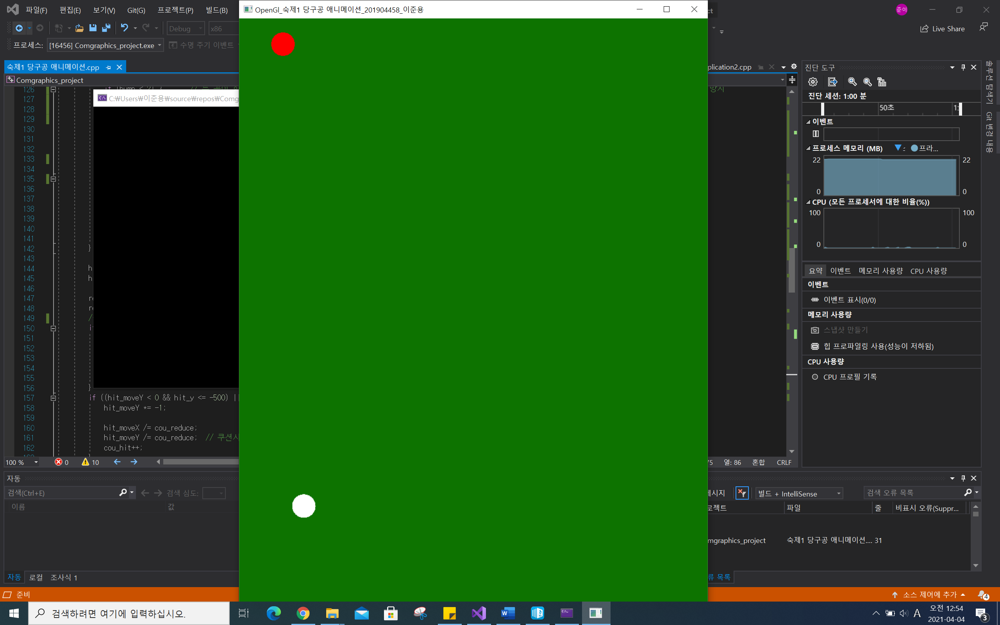 파일(F) 편집(E) 보기(V) Git(G) 프로젝트(P) 빌드(B)
OpenGl_숙제1 당구공 애니메이션_201904458_이준용
ct
준이
Debug x86
Live Share
프로세스: [16456] Comgraphics_project.exe 수명 주기 이벤트
숙제1 당구공 애니메이션.cpp
plication2.cpp
Comgraphics_project
126
127
128
129
130
131
132
133
134
135
136
137
138
139
140
141
142 }
143
144 h
145 h
146
147 re
148 re
149 /
150 i
151
152
153
154
155
156 }
157 if ((hit_moveY < 0 && hit_y <= -500) ||
158 hit_moveY *= -1;
159
160 hit_moveX /= cou_reduce;
161 hit_moveY /= cou_reduce; // 쿠션시
162 cou_hit++;
C:\Users\이준용\source\repos\Comg
100 % 0 10
75 열: 86 혼합 CRLF
진단 도구
진단 세션: 1:00 분
50초 1:
이벤트
프로세스 메모리 (MB) 프라...
22 22
0 0
CPU (모든 프로세서에 대한 비율(%))
100 100
0 0
요약 이벤트 메모리 사용량 CPU 사용량
이벤트
이벤트 표시(0/0)
메모리 사용량
스냅샷 만들기
힙 프로파일링 사용(성능이 저하됨)
CPU 사용량
CPU 프로필 기록
솔루션 탐색기
Git 변경 내용
자동
검색(Ctrl+E) 검색 심도:
이름 값
자동 로컬 조사식 1
메시지 빌드 + IntelliSense 검색 오류 목록
로젝트 파일 줄 비표시 오류(Suppr...
mgraphics_project 숙제1 당구공 애니메이션.... 31
류 목록
준비
소스 제어에 추가 4
검색하려면 여기에 입력하십시오.
A 오전 12:54
2021-04-04
3